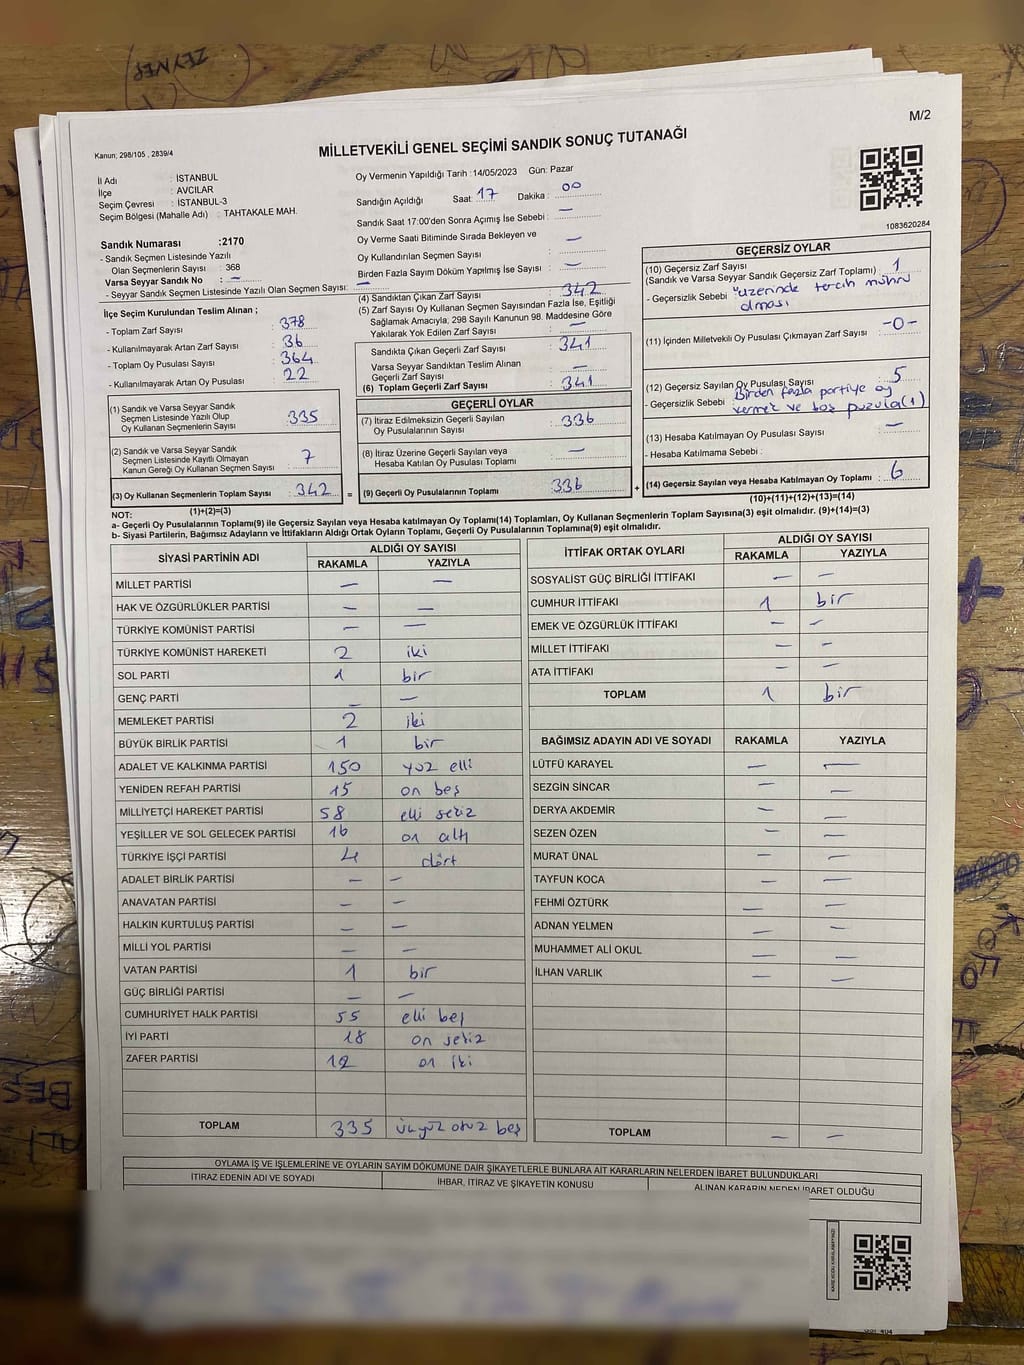 M/2
Kanun; 298/105 , 2839/4
MİLLETVEKİLİ GENEL SEÇİMİ SANDIK SONUÇ TUTANAĞI
İl Adı : İSTANBUL
İlçe : AVCILAR
Seçim Çevresi : İSTANBUL-3
Seçim Bölgesi (Mahalle Adı) : TAHTAKALE MAH.
Oy Vermenin Yapıldığı Tarih :14/05/2023 Gün: Pazar
Sandığın Açıldığı Saat: 17 Dakika : 00
Sandık Saat 17:00'den Sonra Açımış İse Sebebi : —
Oy Verme Saati Bitiminde Sırada Bekleyen ve
Oy Kullandırılan Seçmen Sayısı : —
Birden Fazla Sayım Döküm Yapılmış İse Sayısı : —
1083620284
Sandık Numarası :2170
- Sandık Seçmen Listesinde Yazılı
Olan Seçmenlerin Sayısı : 368
Varsa Seyyar Sandık No : —
- Seyyar Sandık Seçmen Listesinde Yazılı Olan Seçmen Sayısı: —
İlçe Seçim Kurulundan Teslim Alınan ;
- Toplam Zarf Sayısı : 378
- Kullanılmayarak Artan Zarf Sayısı : 36
- Toplam Oy Pusulası Sayısı : 364
- Kullanılmayarak Artan Oy Pusulası : 22
(1) Sandık ve Varsa Seyyar Sandık
Seçmen Listesinde Yazılı Olup
Oy Kullanan Seçmenlerin Sayısı : 335
(2) Sandık ve Varsa Seyyar Sandık
Seçmen Listesinde Kayıtlı Olmayan
Kanun Gereği Oy Kullanan Seçmen Sayısı : 7
(3) Oy Kullanan Seçmenlerin Toplam Sayısı : 342
(1)+(2)=(3)
(4) Sandıktan Çıkan Zarf Sayısı : 342
(5) Zarf Sayısı Oy Kullanan Seçmen Sayısından Fazla İse, Eşitliği
Sağlamak Amacıyla, 298 Sayılı Kanunun 98. Maddesine Göre
Yakılarak Yok Edilen Zarf Sayısı : —
Sandıkta Çıkan Geçerli Zarf Sayısı : 341
Varsa Seyyar Sandıktan Teslim Alınan
Geçerli Zarf Sayısı : —
(6) Toplam Geçerli Zarf Sayısı : 341
GEÇERLİ OYLAR
(7) İtiraz Edilmeksizin Geçerli Sayılan
Oy Pusulalarının Sayısı : 336
(8) İtiraz Üzerine Geçerli Sayılan veya
Hesaba Katılan Oy Pusulası Toplamı : —
= (9) Geçerli Oy Pusulalarının Toplamı : 336 +
GEÇERSİZ OYLAR
(10) Geçersiz Zarf Sayısı
(Sandık ve Varsa Seyyar Sandık Geçersiz Zarf Toplamı) : 1
- Geçersizlik Sebebi : "üzerinde tercih mührü
olması
(11) İçinden Milletvekili Oy Pusulası Çıkmayan Zarf Sayısı : -0-
(12) Geçersiz Sayılan Oy Pusulası Sayısı : 5
- Geçersizlik Sebebi : Birden fazla partiye oy
vermek ve boş puzula(1)
(13) Hesaba Katılmayan Oy Pusulası Sayısı : —
- Hesaba Katılmama Sebebi :
(14) Geçersiz Sayılan veya Hesaba Katılmayan Oy Toplamı : 6
(10)+(11)+(12)+(13)=(14)
NOT:
a- Geçerli Oy Pusulalarının Toplamı(9) ile Geçersiz Sayılan veya Hesaba katılmayan Oy Toplamı(14) Toplamları, Oy Kullanan Seçmenlerin Toplam Sayısına(3) eşit olmalıdır. (9)+(14)=(3)
b- Siyasi Partilerin, Bağımsız Adayların ve İttifakların Aldığı Ortak Oyların Toplamı, Geçerli Oy Pusulalarının Toplamına(9) eşit olmalıdır.
SİYASİ PARTİNİN ADI ALDIĞI OY SAYISI
RAKAMLA YAZIYLA
MİLLET PARTİSİ — —
HAK VE ÖZGÜRLÜKLER PARTİSİ — —
TÜRKİYE KOMÜNİST PARTİSİ — —
TÜRKİYE KOMÜNİST HAREKETİ 2 iki
SOL PARTİ 1 bir
GENÇ PARTİ — —
MEMLEKET PARTİSİ 2 iki
BÜYÜK BİRLİK PARTİSİ 1 bir
ADALET VE KALKINMA PARTİSİ 150 yüz elli
YENİDEN REFAH PARTİSİ 15 on beş
MİLLİYETÇİ HAREKET PARTİSİ 58 elli sekiz
YEŞİLLER VE SOL GELECEK PARTİSİ 16 on altı
TÜRKİYE İŞÇİ PARTİSİ 4 dört
ADALET BİRLİK PARTİSİ — —
ANAVATAN PARTİSİ — —
HALKIN KURTULUŞ PARTİSİ — —
MİLLİ YOL PARTİSİ — —
VATAN PARTİSİ 1 bir
GÜÇ BİRLİĞİ PARTİSİ — —
CUMHURİYET HALK PARTİSİ 55 elli beş
İYİ PARTİ 18 on sekiz
ZAFER PARTİSİ 12 on iki
TOPLAM 335 üçyüz otuz beş
İTTİFAK ORTAK OYLARI ALDIĞI OY SAYISI
RAKAMLA YAZIYLA
SOSYALİST GÜÇ BİRLİĞİ İTTİFAKI — —
CUMHUR İTTİFAKI 1 bir
EMEK VE ÖZGÜRLÜK İTTİFAKI — —
MİLLET İTTİFAKI — —
ATA İTTİFAKI — —
TOPLAM 1 bir
BAĞIMSIZ ADAYIN ADI VE SOYADI RAKAMLA YAZIYLA
LÜTFÜ KARAYEL — —
SEZGİN SİNCAR — —
DERYA AKDEMİR — —
SEZEN ÖZEN — —
MURAT ÜNAL — —
TAYFUN KOCA — —
FEHMİ ÖZTÜRK — —
ADNAN YELMEN — —
MUHAMMET ALİ OKUL — —
İLHAN VARLIK — —
TOPLAM — —
OYLAMA İŞ VE İŞLEMLERİNE VE OYLARIN SAYIM DÖKÜMÜNE DAİR ŞİKAYETLERLE BUNLARA AİT KARARLARIN NELERDEN İBARET BULUNDUKLARI
İTİRAZ EDENİN ADI VE SOYADI İHBAR, İTİRAZ VE ŞİKAYETİN KONUSU ALINAN KARARIN NEDEN İBARET OLDUĞU
ZEYNEP